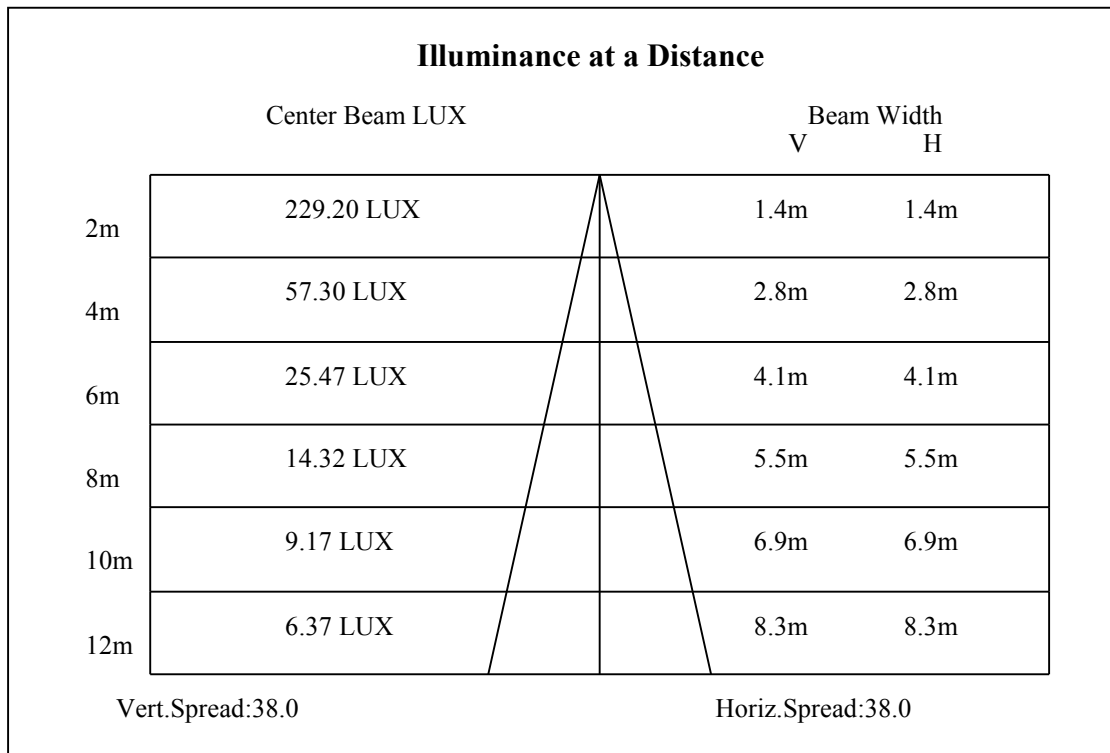 Illuminance at a Distance
Center Beam LUX Beam Width
V H
2m 229.20 LUX 1.4m 1.4m
4m 57.30 LUX 2.8m 2.8m
6m 25.47 LUX 4.1m 4.1m
8m 14.32 LUX 5.5m 5.5m
10m 9.17 LUX 6.9m 6.9m
12m 6.37 LUX 8.3m 8.3m
Vert.Spread:38.0 Horiz.Spread:38.0